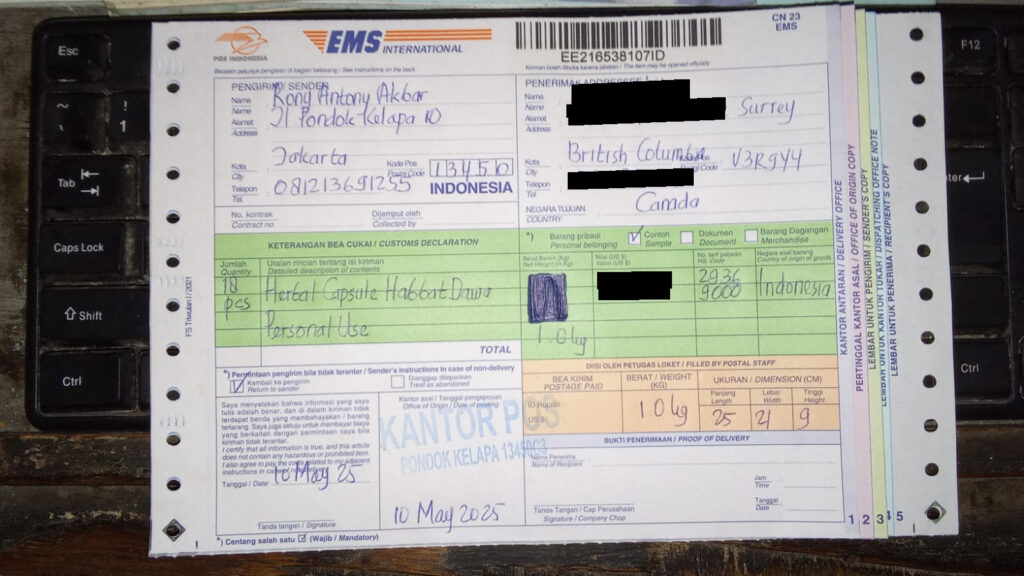 Esc
F12
~
`
!
1
Tab
Caps Lock
Shift
Ctrl
Enter
Shift
Ctrl
POS INDONESIA
EMS INTERNATIONAL
EE216538107ID
CN 23
EMS
Bacalah petunjuk pengisian di bagian belakang / See instructions on the back
Kiriman boleh dibuka karena jabatan / The item may be opened officially
PENGIRIM / SENDER
Nama
Name
Rony Antony Akbar
Alamat
Address
Jl Pondok Kelapa 10
Kota
City
Jakarta
Kode Pos
Postal Code
13450
Telepon
Tel.
081213691255
INDONESIA
No. kontrak
Contract no.
Dijemput oleh
Collected by
PENERIMA / ADDRESSEE
Nama
Name
Alamat
Address
Surrey
Kota
City
British Columbia
Kode Pos
Postal Code
V3R9Y4
Telepon
Tel.
NEGARA TUJUAN
COUNTRY
Canada
KETERANGAN BEA CUKAI / CUSTOMS DECLARATION
*)
Barang pribadi
Personal belonging
Contoh
Sample
Dokumen
Document
Barang Dagangan
Merchandise
Jumlah
Quantity
Uraian rincian tentang isi kiriman
Detailed description of contents
Berat Bersih (Kg)
Net Weight (in Kg)
Nilai (US $)
Value (US $)
No. tarif pabean
HS. Code
Negara asal barang
Country of origin of goods
18 pcs
Herbal Capsule Habbat Dawa
2936
9000
Indonesia
Personal Use
1.0 kg
TOTAL
*) Permintaan pengirim bila tidak terantar / Sender's instructions in case of non-delivery
Kembali ke pengirim
Return to sender
Dianggap dilepaskan
Treat as abandoned
DIISI OLEH PETUGAS LOKET / FILLED BY POSTAL STAFF
BEA KIRIM
POSTAGE PAID
BERAT / WEIGHT
(KG)
UKURAN / DIMENSION (CM)
Panjang
Length
Lebar
Width
Tinggi
Height
ID Rupiah :
US $ :
1.0 kg
25
21
9
Saya menyatakan bahwa informasi yang saya
tulis adalah benar, dan di dalam kiriman tidak
terdapat benda yang membahayakan / barang
terlarang. Saya juga setuju untuk membayar biaya
yang berkaitan dengan permintaan saya bila
kiriman tidak terantar.
I certify that all information is true, and this article
does not contain any hazardous or prohibited item.
I also agree to pay the cost related to my adjacent
instructions in case of non
Tanggal / Date:
10 May 25
Tanda tangan / Signature
Kantor asal / Tanggal pengeposan
Office of Origin / Date of posting
KANTOR POS
PONDOK KELAPA 13450C3
10 May 2025
BUKTI PENERIMAAN / PROOF OF DELIVERY
Nama Penerima
Name of Recipient
Jam
Time
Tanggal
Date
Tanda Tangan / Cap Perusahaan
Signature / Company Chop
*) Centang salah satu (Wajib / Mandatory)
FS Triwulan I / 2021
KANTOR ANTARAN / DELIVERY OFFICE
PERTINGGAL KANTOR ASAL / OFFICE OF ORIGIN COPY
LEMBAR UNTUK PENGIRIM / SENDER'S COPY
LEMBAR UNTUK KANTOR TUKAR / DISPATCHING OFFICE NOTE
LEMBAR UNTUK PENERIMA / RECIPIENT'S COPY
1 2 3 4 5